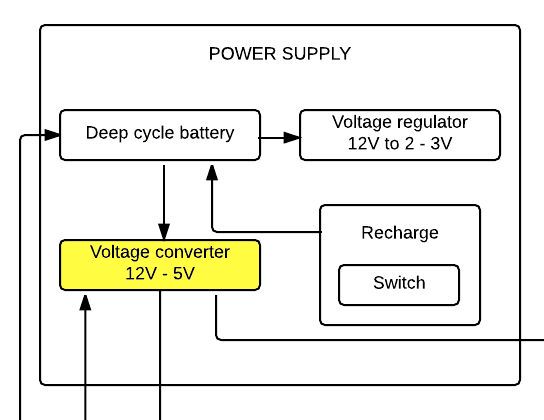 POWER SUPPLY
Deep cycle battery
Voltage regulator
12V to 2 - 3V
Voltage converter
12V - 5V
Recharge
Switch